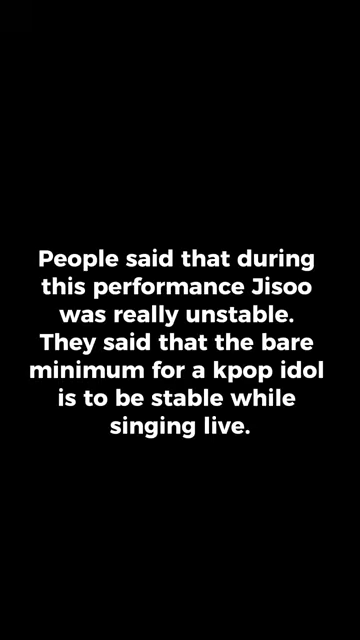 People said that during
this performance Jisoo
was really unstable.
They said that the bare
minimum for a kpop idol
is to be stable while
singing live.